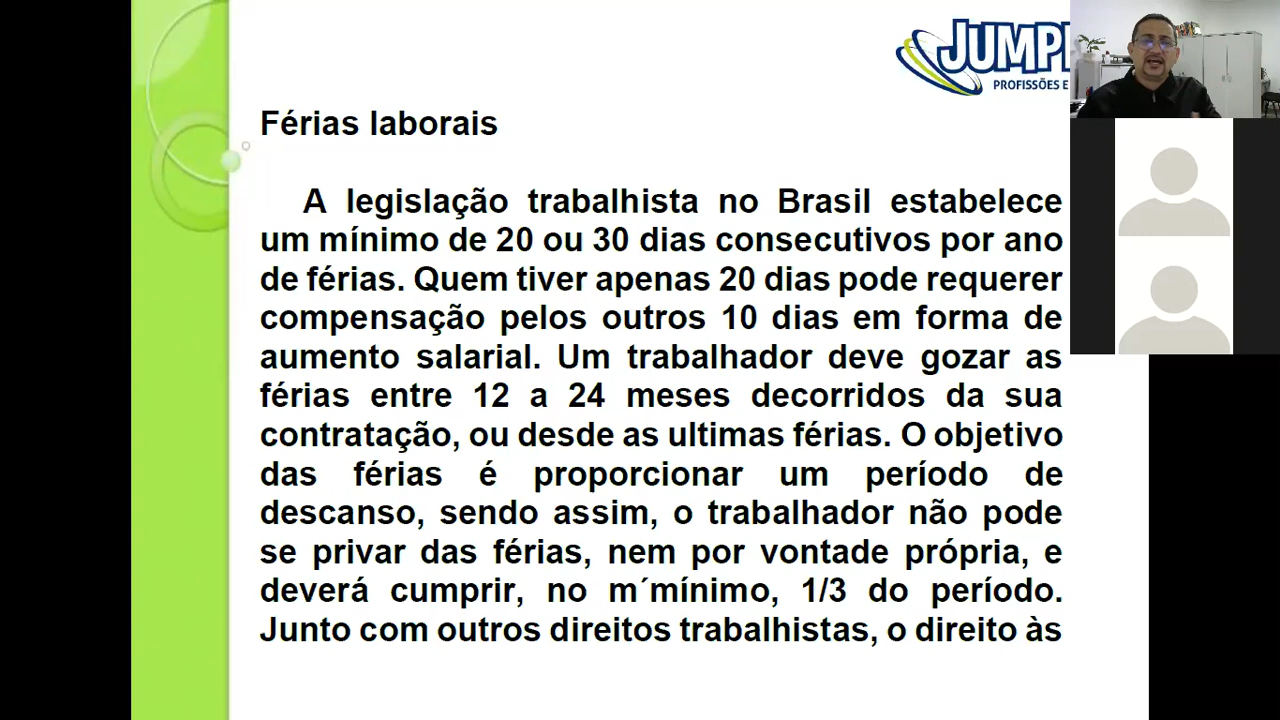 JUMP
PROFISSÕES E
Férias laborais
A legislação trabalhista no Brasil estabelece
um mínimo de 20 ou 30 dias consecutivos por ano
de férias. Quem tiver apenas 20 dias pode requerer
compensação pelos outros 10 dias em forma de
aumento salarial. Um trabalhador deve gozar as
férias entre 12 a 24 meses decorridos da sua
contratação, ou desde as ultimas férias. O objetivo
das férias é proporcionar um período de
descanso, sendo assim, o trabalhador não pode
se privar das férias, nem por vontade própria, e
deverá cumprir, no m´mínimo, 1/3 do período.
Junto com outros direitos trabalhistas, o direito às